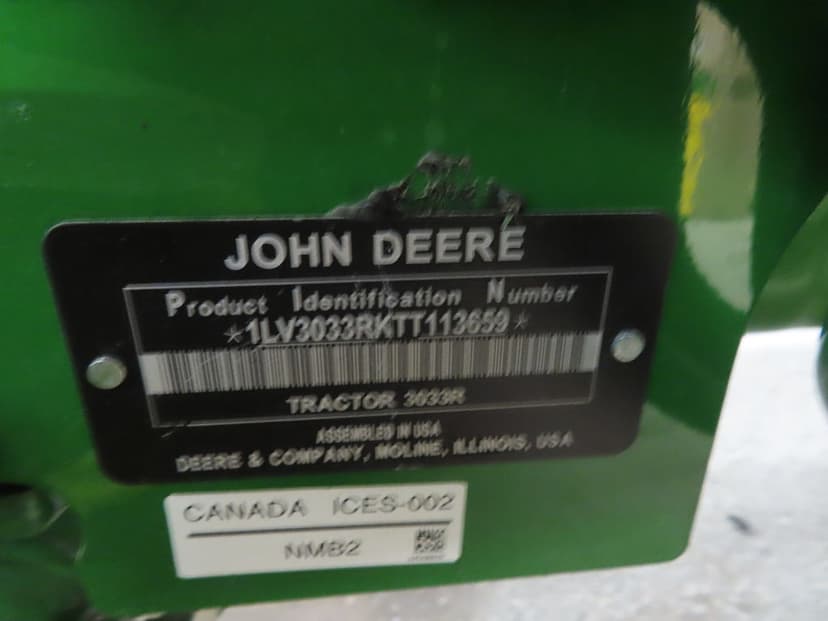 JOHN DEERE
Product Identification Number
*1LV3033RKTT113659*
TRACTOR 3033R
ASSEMBLED IN USA
DEERE & COMPANY, MOLINE, ILLINOIS, USA
CANADA ICES-002
NMB2